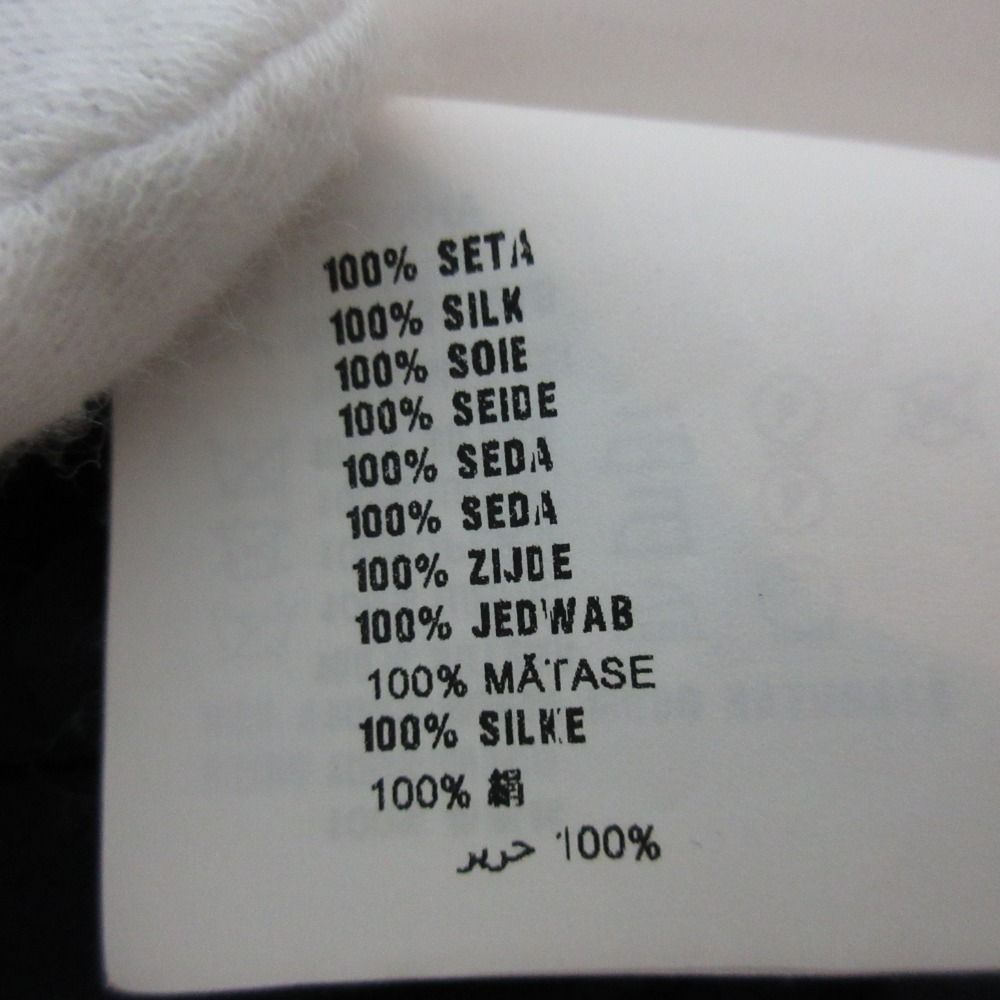 100% SETA
100% SILK
100% SOIE
100% SEIDE
100% SEDA
100% SEDA
100% ZIJDE
100% JEDWAB
100% MĂTASE
100% SILKE
100% 絹
100% حرير